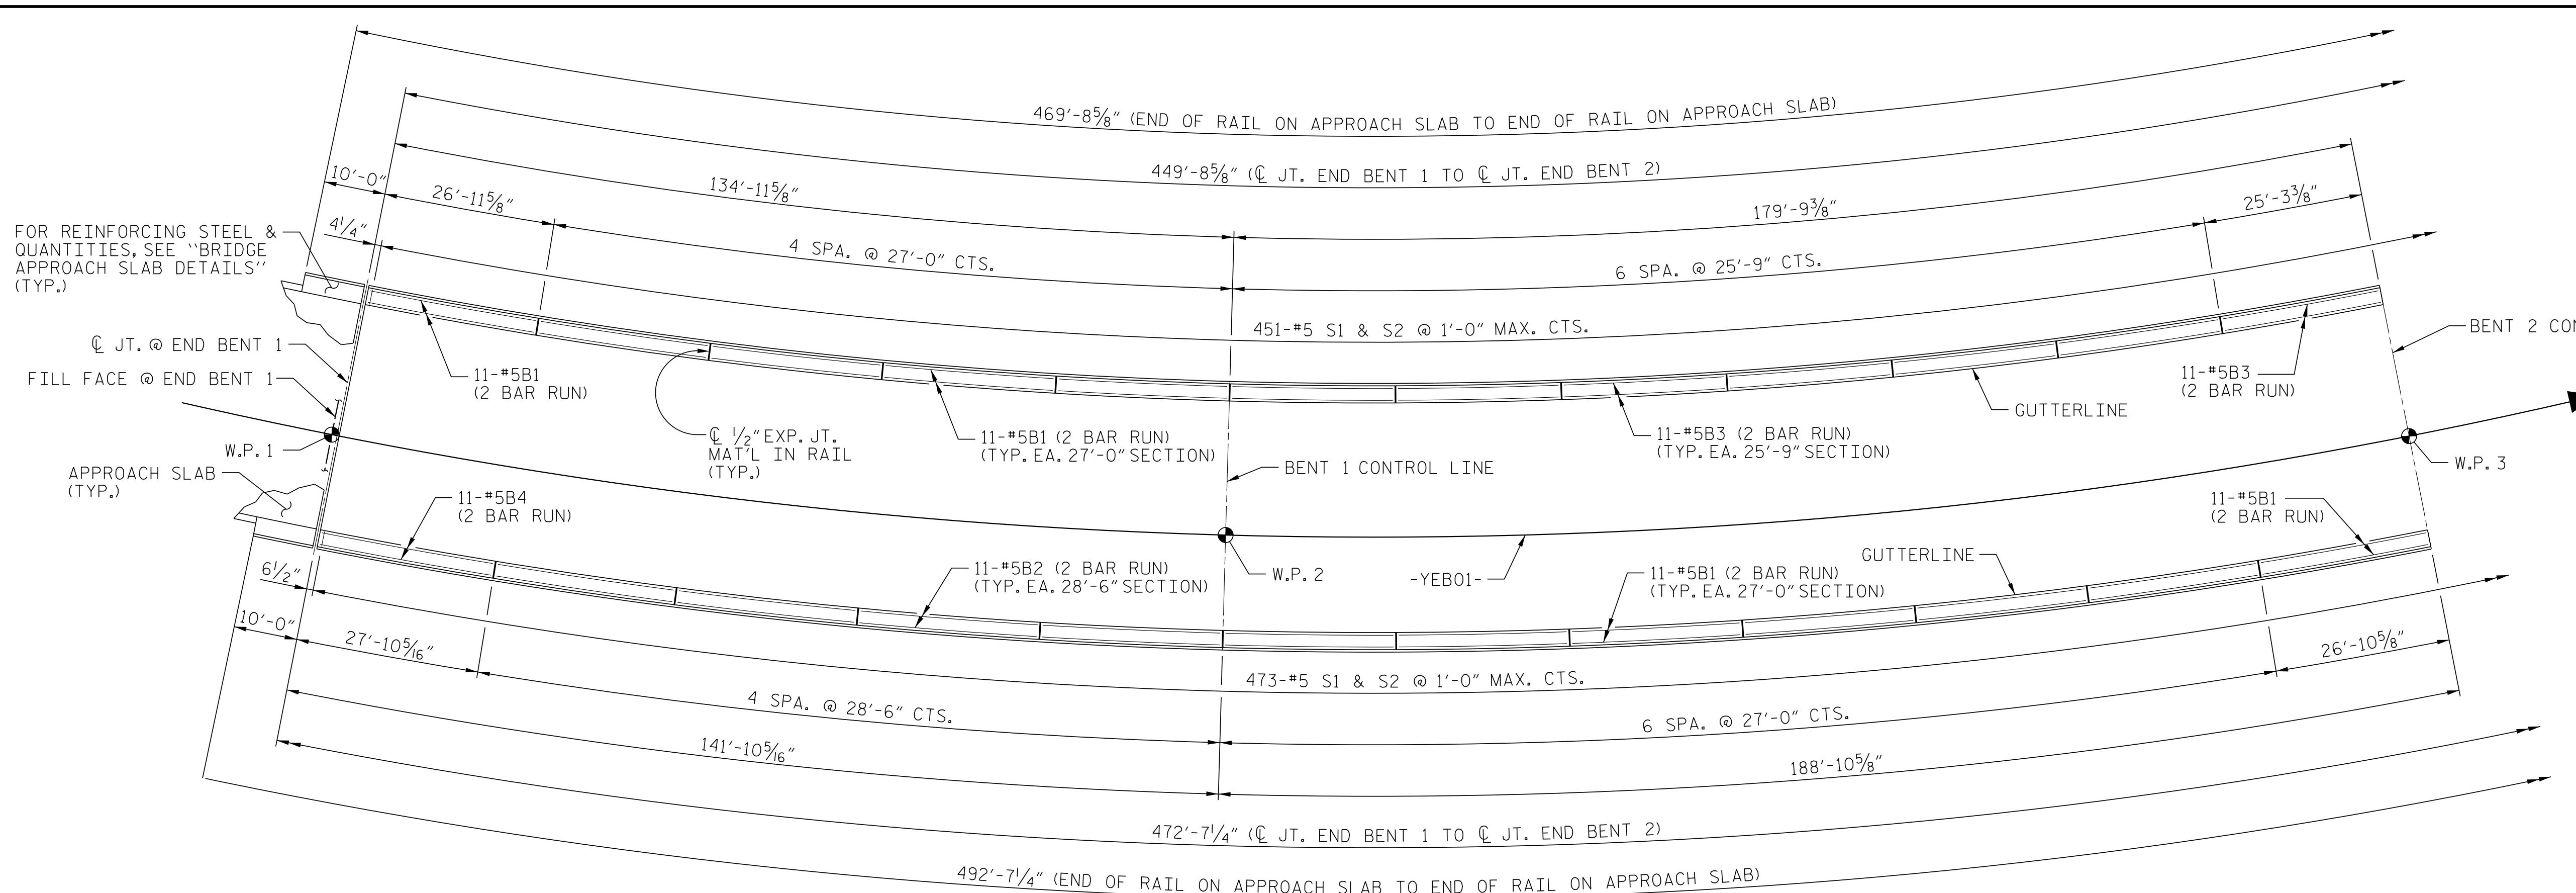 469'-8⅝" (END OF RAIL ON APPROACH SLAB TO END OF RAIL ON APPROACH SLAB)
449'-8⅝" (℄ JT. END BENT 1 TO ℄ JT. END BENT 2)
134'-11⅝"
179'-9⅜"
10'-0"
26'-11⅝"
4 SPA. @ 27'-0" CTS.
6 SPA. @ 25'-9" CTS.
25'-3⅜"
4¼"
451-#5 S1 & S2 @ 1'-0" MAX. CTS.
FOR REINFORCING STEEL &
QUANTITIES, SEE ``BRIDGE
APPROACH SLAB DETAILS''
(TYP.)
℄ JT. @ END BENT 1
FILL FACE @ END BENT 1
W.P. 1
APPROACH SLAB
(TYP.)
11-#5B1
(2 BAR RUN)
℄ ½" EXP. JT.
MAT'L IN RAIL
(TYP.)
11-#5B1 (2 BAR RUN)
(TYP. EA. 27'-0" SECTION)
BENT 1 CONTROL LINE
11-#5B3 (2 BAR RUN)
(TYP. EA. 25'-9" SECTION)
GUTTERLINE
11-#5B3
(2 BAR RUN)
BENT 2 CON
W.P. 3
11-#5B4
(2 BAR RUN)
11-#5B2 (2 BAR RUN)
(TYP. EA. 28'-6" SECTION)
W.P. 2
-YEB01-
11-#5B1 (2 BAR RUN)
(TYP. EA. 27'-0" SECTION)
GUTTERLINE
11-#5B1
(2 BAR RUN)
6½"
10'-0"
27'-10⁵⁄₁₆"
473-#5 S1 & S2 @ 1'-0" MAX. CTS.
26'-10⅝"
4 SPA. @ 28'-6" CTS.
6 SPA. @ 27'-0" CTS.
141'-10⁵⁄₁₆"
188'-10⅝"
472'-7¼" (℄ JT. END BENT 1 TO ℄ JT. END BENT 2)
492'-7¼" (END OF RAIL ON APPROACH SLAB TO END OF RAIL ON APPROACH SLAB)